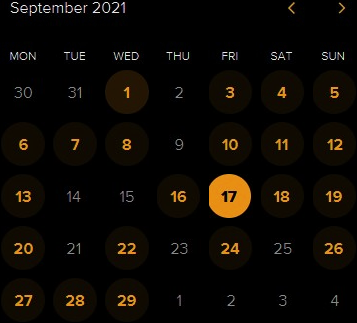 September 2021
MON TUE WED THU FRI SAT SUN
30 31 1 2 3 4 5
6 7 8 9 10 11 12
13 14 15 16 17 18 19
20 21 22 23 24 25 26
27 28 29 1 2 3 4